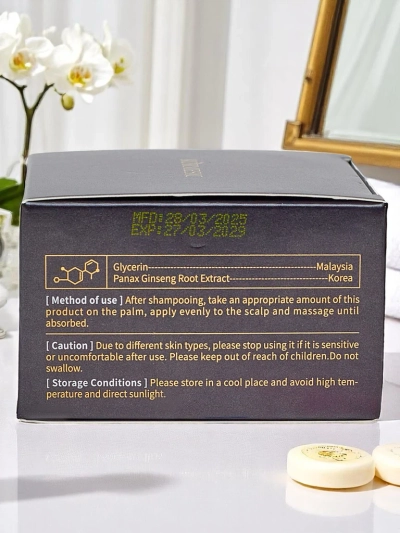 MFD:28/03/2025
EXP:27/03/2029
Glycerin----------------------------------------Malaysia
Panax Ginseng Root Extract------------------------------Korea
[ Method of use ] After shampooing, take an appropriate amount of this
product on the palm, apply evenly to the scalp and massage until
absorbed.
[ Caution ] Due to different skin types, please stop using it if it is sensitive
or uncomfortable after use. Please keep out of reach of children.Do not
swallow.
[ Storage Conditions ] Please store in a cool place and avoid high tem-
perature and direct sunlight.